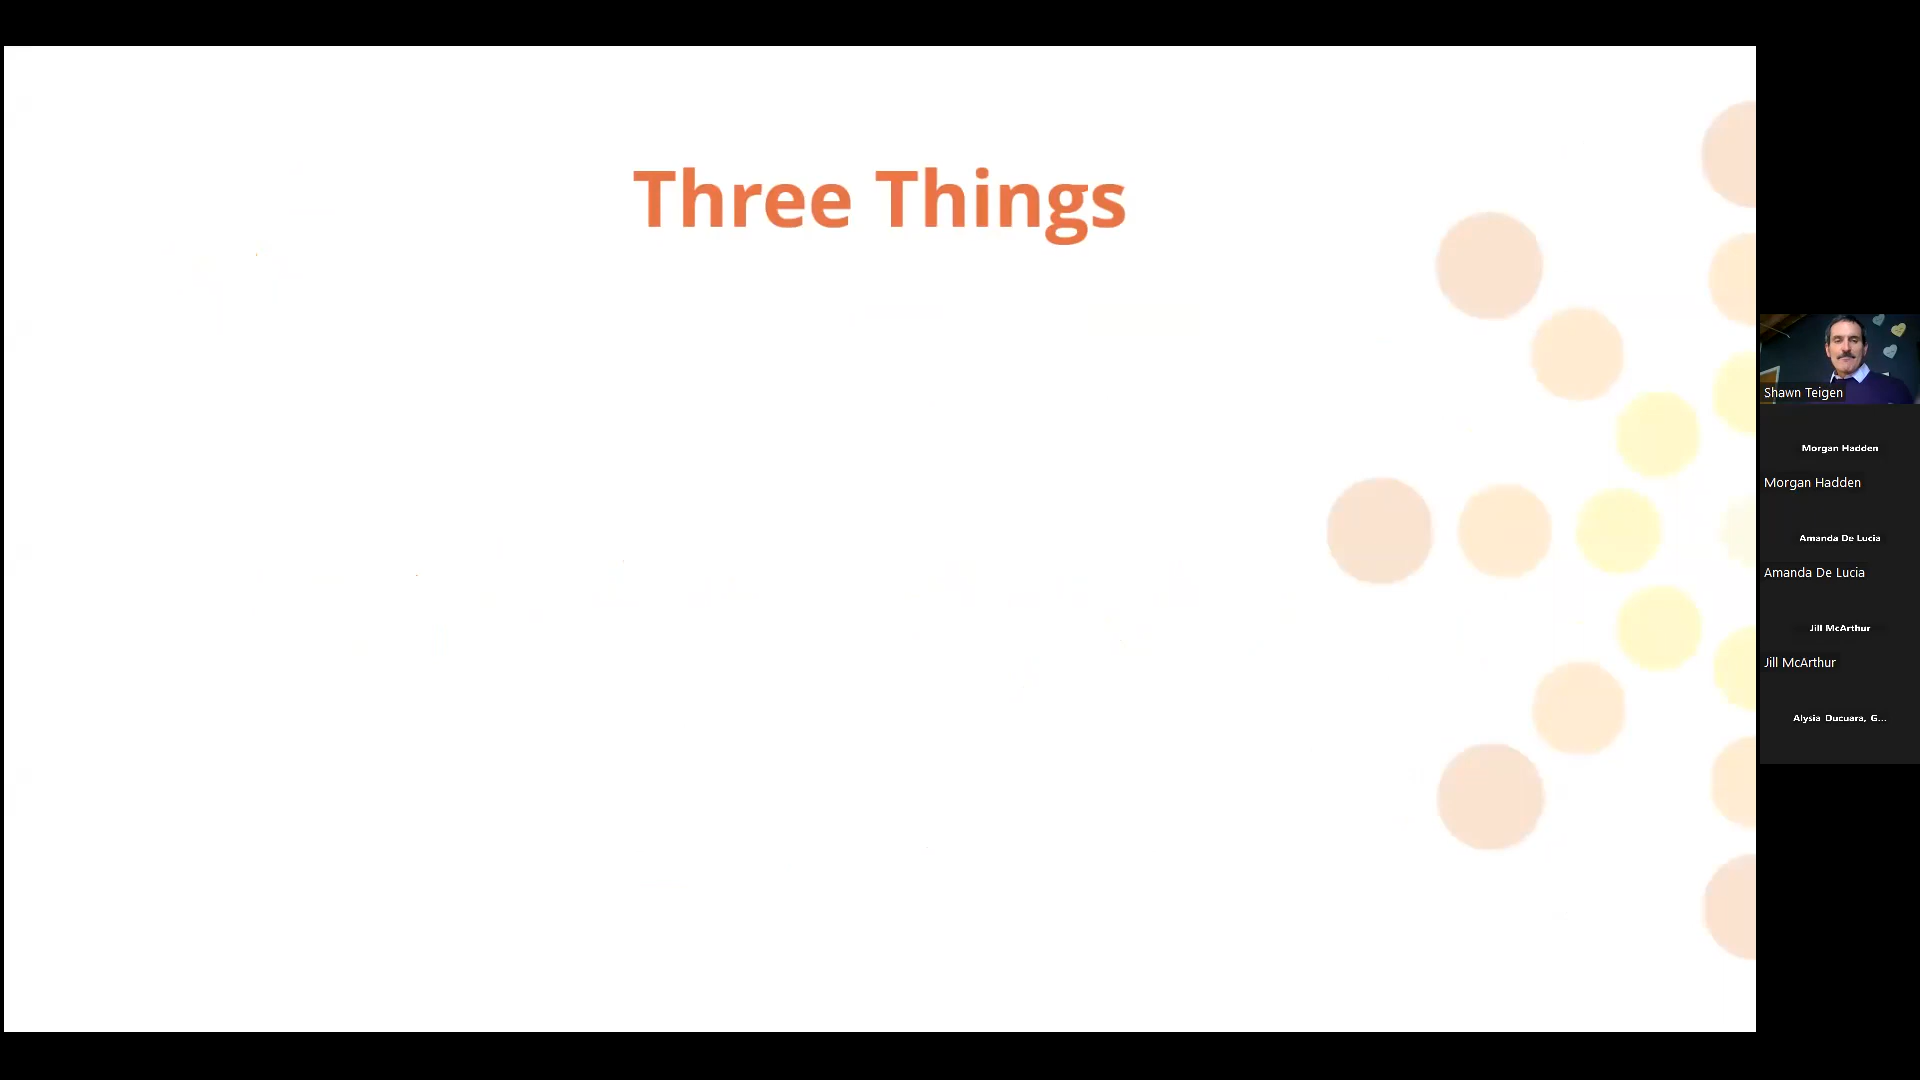 Three Things
Shawn Teigen
Morgan Hadden
Morgan Hadden
Amanda De Lucia
Amanda De Lucia
Jill McArthur
Jill McArthur
Alysia Ducuara, G...